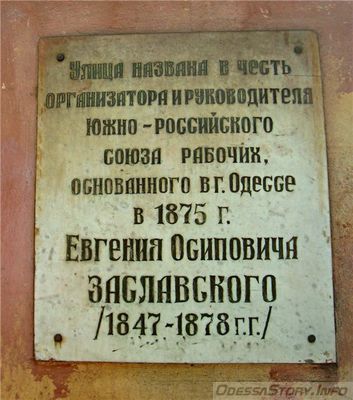 Улица названа в честь
организатора и руководителя
Южно-Российского
союза рабочих,
основанного в г. Одессе
в 1875 г.
Евгения Осиповича
Заславского
/1847-1878 г.г./
OdessaStory.Info